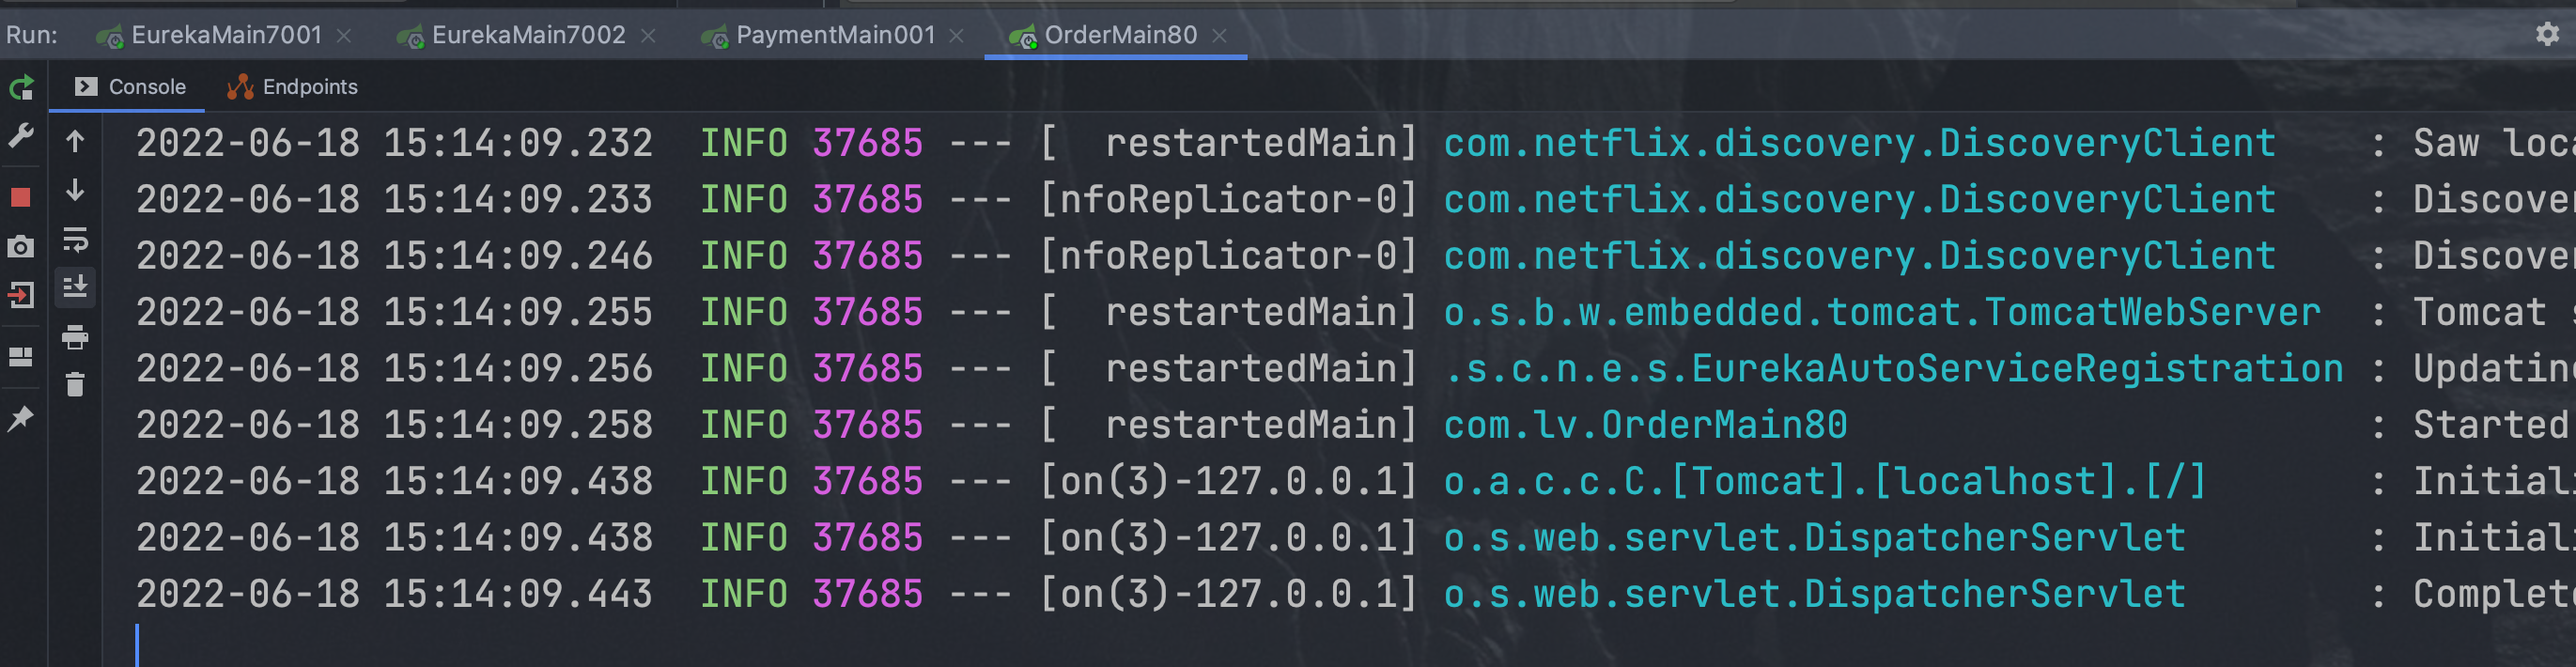 Run: EurekaMain7001 EurekaMain7002 PaymentMain001 OrderMain80
Console Endpoints
2022-06-18 15:14:09.232  INFO 37685 --- [  restartedMain] com.netflix.discovery.DiscoveryClient    : Saw loca
2022-06-18 15:14:09.233  INFO 37685 --- [nfoReplicator-0] com.netflix.discovery.DiscoveryClient    : Discover
2022-06-18 15:14:09.246  INFO 37685 --- [nfoReplicator-0] com.netflix.discovery.DiscoveryClient    : Discover
2022-06-18 15:14:09.255  INFO 37685 --- [  restartedMain] o.s.b.w.embedded.tomcat.TomcatWebServer  : Tomcat s
2022-06-18 15:14:09.256  INFO 37685 --- [  restartedMain] .s.c.n.e.s.EurekaAutoServiceRegistration : Updating
2022-06-18 15:14:09.258  INFO 37685 --- [  restartedMain] com.lv.OrderMain80                       : Started
2022-06-18 15:14:09.438  INFO 37685 --- [on(3)-127.0.0.1] o.a.c.c.C.[Tomcat].[localhost].[/]       : Initiali
2022-06-18 15:14:09.438  INFO 37685 --- [on(3)-127.0.0.1] o.s.web.servlet.DispatcherServlet        : Initiali
2022-06-18 15:14:09.443  INFO 37685 --- [on(3)-127.0.0.1] o.s.web.servlet.DispatcherServlet        : Complete